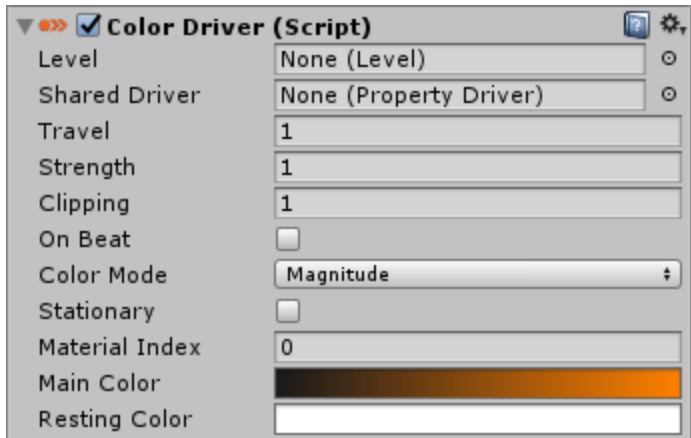 Color Driver (Script)
Level None (Level)
Shared Driver None (Property Driver)
Travel 1
Strength 1
Clipping 1
On Beat
Color Mode Magnitude
Stationary
Material Index 0
Main Color
Resting Color